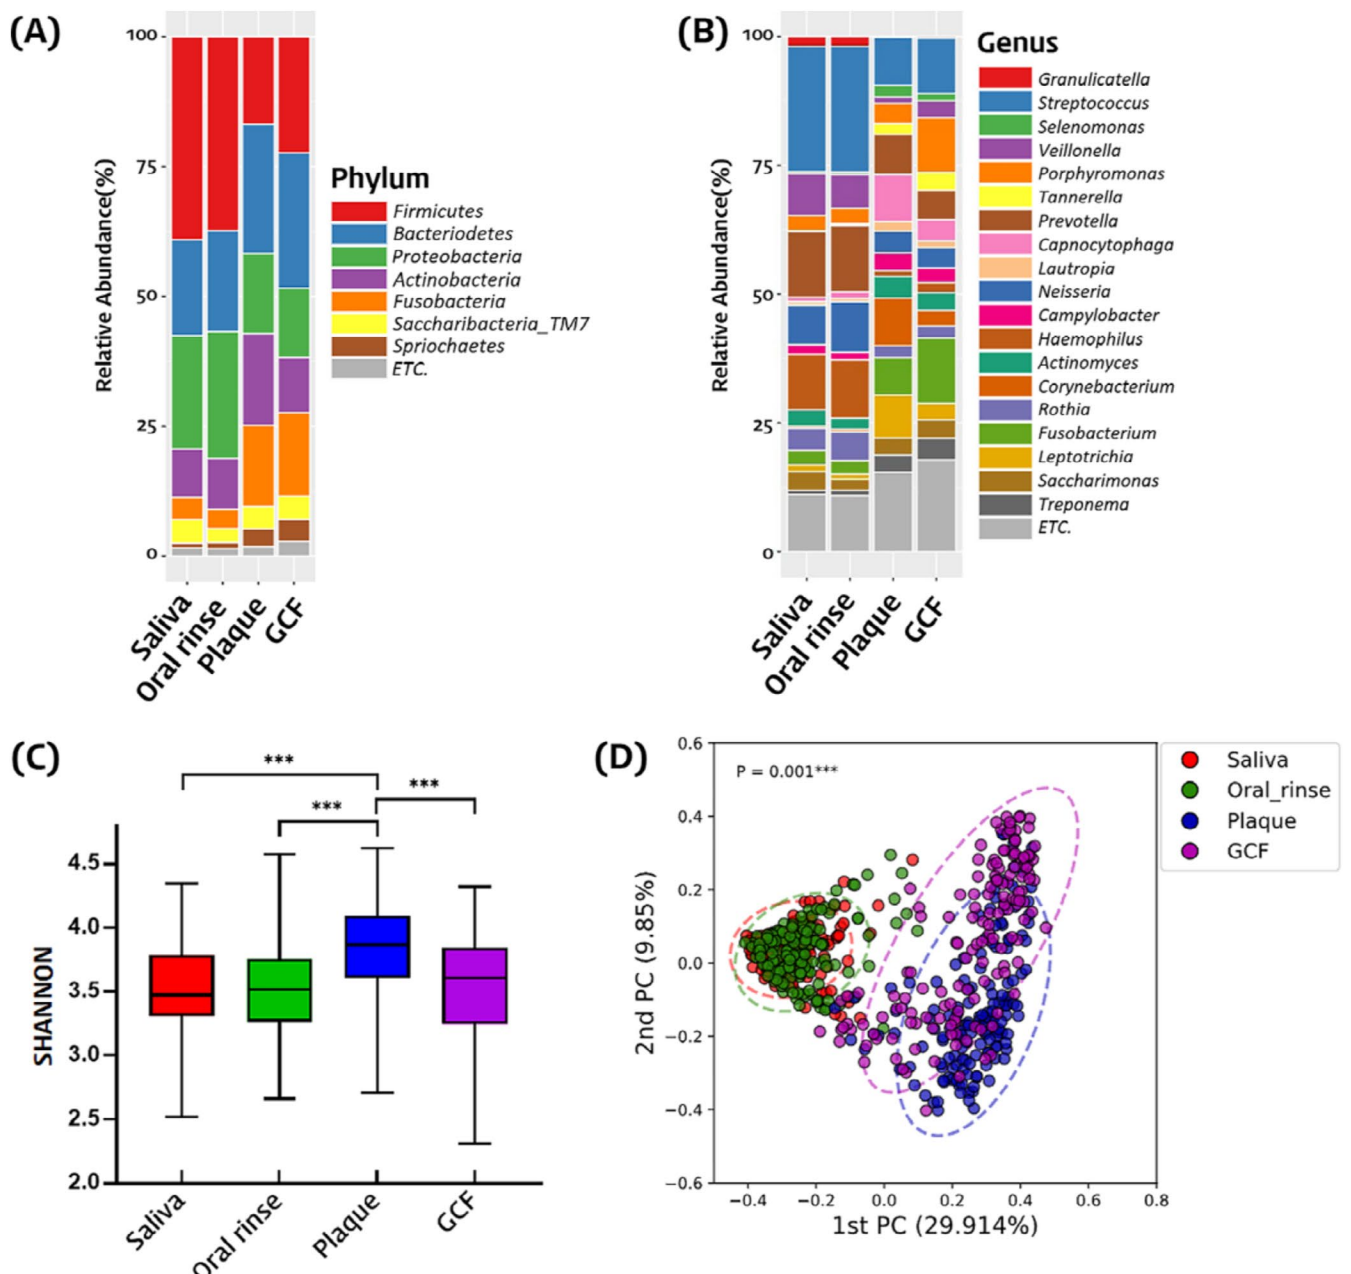 (A)
100
75
50
25
0
Relative Abundance(%)
Saliva
Oral rinse
Plaque
GCF
Phylum
Firmicutes
Bacteriodetes
Proteobacteria
Actinobacteria
Fusobacteria
Saccharibacteria_TM7
Spriochaetes
ETC.
(B)
100
75
50
25
0
Relative Abundance(%)
Saliva
Oral rinse
Plaque
GCF
Genus
Granulicatella
Streptococcus
Selenomonas
Veillonella
Porphyromonas
Tannerella
Prevotella
Capnocytophaga
Lautropia
Neisseria
Campylobacter
Haemophilus
Actinomyces
Corynebacterium
Rothia
Fusobacterium
Leptotrichia
Saccharimonas
Treponema
ETC.
(C)
***
***
***
4.5
4.0
3.5
3.0
2.5
2.0
SHANNON
Saliva
Oral rinse
Plaque
GCF
(D)
P = 0.001***
0.6
0.4
0.2
0.0
−0.2
−0.4
−0.6
2nd PC (9.85%)
−0.4
−0.2
0.0
0.2
0.4
0.6
0.8
1st PC (29.914%)
Saliva
Oral_rinse
Plaque
GCF